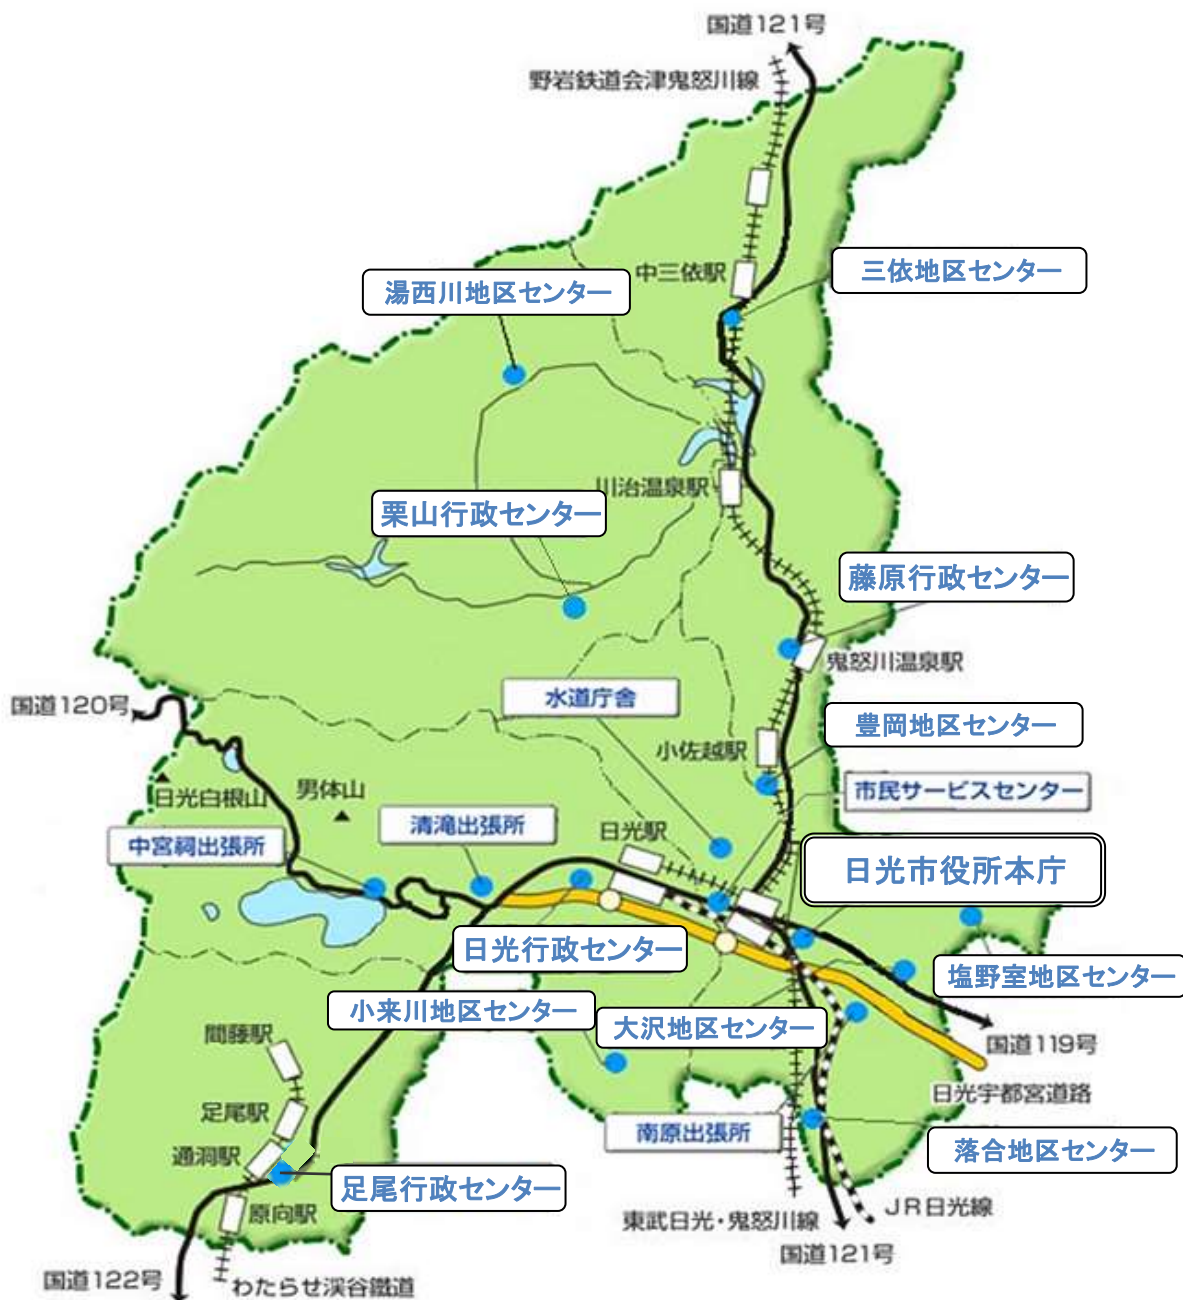 国道121号
野岩鉄道会津鬼怒川線
三依地区センター
中三依駅
湯西川地区センター
川治温泉駅
栗山行政センター
藤原行政センター
鬼怒川温泉駅
水道庁舎
国道120号
豊岡地区センター
小佐越駅
日光白根山
男体山
市民サービスセンター
清滝出張所
日光駅
中宮祠出張所
日光市役所本庁
日光行政センター
塩野室地区センター
小来川地区センター
大沢地区センター
間藤駅
国道119号
日光宇都宮道路
足尾駅
南原出張所
落合地区センター
通洞駅
足尾行政センター
原向駅
JR日光線
東武日光・鬼怒川線
国道121号
国道122号
わたらせ渓谷鐵道